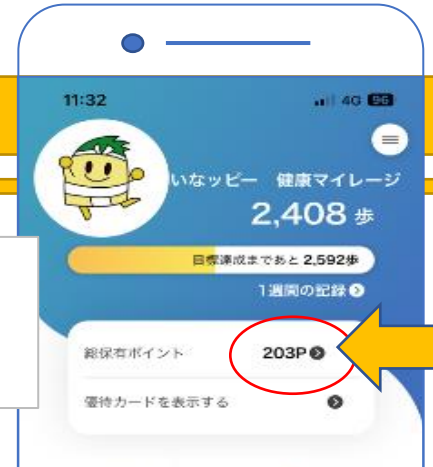 11:32
4G 96
いなッピー 健康マイレージ
2,408 歩
目標達成まであと 2,592歩
1週間の記録
総保有ポイント 203P
優待カードを表示する